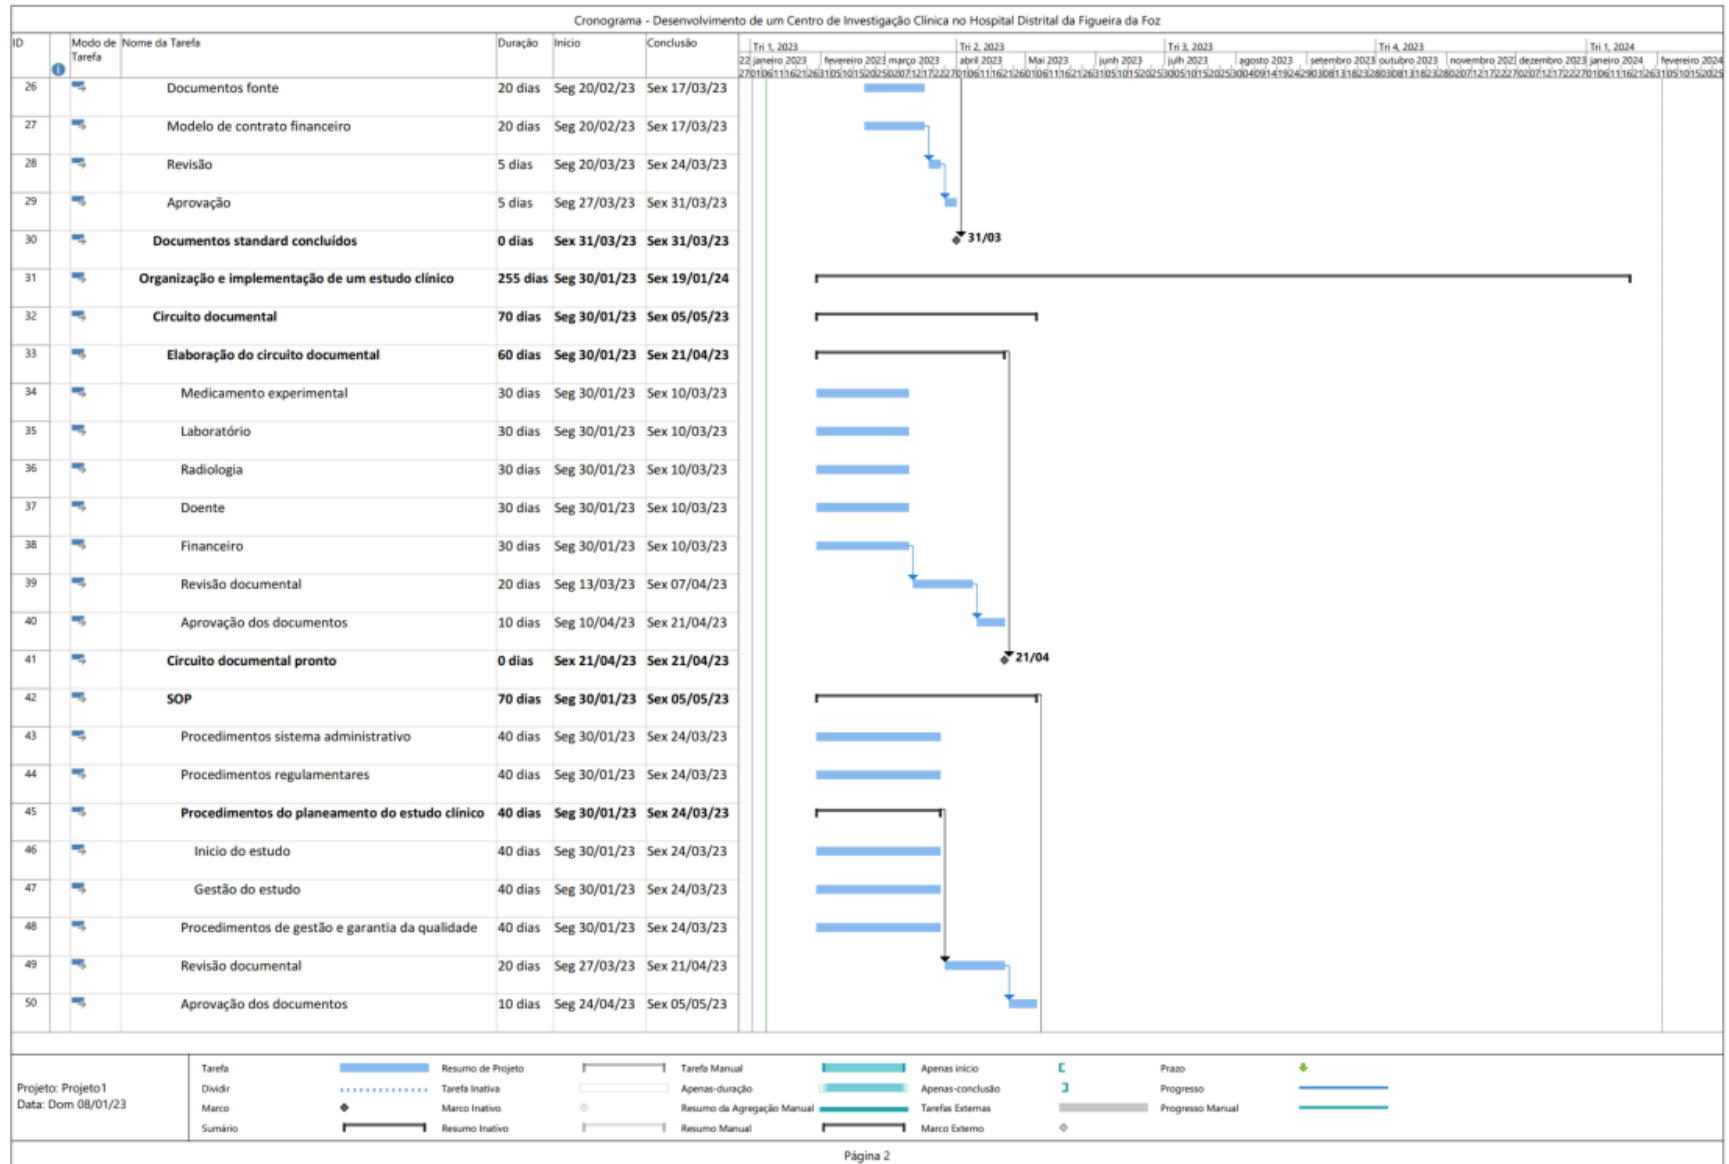 Cronograma - Desenvolvimento de um Centro de Investigação Clínica no Hospital Distrital da Figueira da Foz
ID Modo de Tarefa Nome da Tarefa Duração Início Conclusão
Tri 1, 2023 Tri 2, 2023 Tri 3, 2023 Tri 4, 2023 Tri 1, 2024
22 janeiro 2023 fevereiro 2023 março 2023 abril 2023 Mai 2023 junh 2023 julh 2023 agosto 2023 setembro 2023 outubro 2023 novembro 2023 dezembro 2023 janeiro 2024 fevereiro 2024
26 Documentos fonte 20 dias Seg 20/02/23 Sex 17/03/23
27 Modelo de contrato financeiro 20 dias Seg 20/02/23 Sex 17/03/23
28 Revisão 5 dias Seg 20/03/23 Sex 24/03/23
29 Aprovação 5 dias Seg 27/03/23 Sex 31/03/23
30 Documentos standard concluídos 0 dias Sex 31/03/23 Sex 31/03/23 31/03
31 Organização e implementação de um estudo clínico 255 dias Seg 30/01/23 Sex 19/01/24
32 Circuito documental 70 dias Seg 30/01/23 Sex 05/05/23
33 Elaboração do circuito documental 60 dias Seg 30/01/23 Sex 21/04/23
34 Medicamento experimental 30 dias Seg 30/01/23 Sex 10/03/23
35 Laboratório 30 dias Seg 30/01/23 Sex 10/03/23
36 Radiologia 30 dias Seg 30/01/23 Sex 10/03/23
37 Doente 30 dias Seg 30/01/23 Sex 10/03/23
38 Financeiro 30 dias Seg 30/01/23 Sex 10/03/23
39 Revisão documental 20 dias Seg 13/03/23 Sex 07/04/23
40 Aprovação dos documentos 10 dias Seg 10/04/23 Sex 21/04/23
41 Circuito documental pronto 0 dias Sex 21/04/23 Sex 21/04/23 21/04
42 SOP 70 dias Seg 30/01/23 Sex 05/05/23
43 Procedimentos sistema administrativo 40 dias Seg 30/01/23 Sex 24/03/23
44 Procedimentos regulamentares 40 dias Seg 30/01/23 Sex 24/03/23
45 Procedimentos do planeamento do estudo clínico 40 dias Seg 30/01/23 Sex 24/03/23
46 Inicio do estudo 40 dias Seg 30/01/23 Sex 24/03/23
47 Gestão do estudo 40 dias Seg 30/01/23 Sex 24/03/23
48 Procedimentos de gestão e garantia da qualidade 40 dias Seg 30/01/23 Sex 24/03/23
49 Revisão documental 20 dias Seg 27/03/23 Sex 21/04/23
50 Aprovação dos documentos 10 dias Seg 24/04/23 Sex 05/05/23
Projeto: Projeto1
Data: Dom 08/01/23
Tarefa Resumo de Projeto Tarefa Manual Apenas início Prazo
Dividir Tarefa Inativa Apenas-duração Apenas-conclusão Progresso
Marco Marco Inativo Resumo da Agregação Manual Tarefas Externas Progresso Manual
Sumário Resumo Inativo Resumo Manual Marco Externo
Página 2